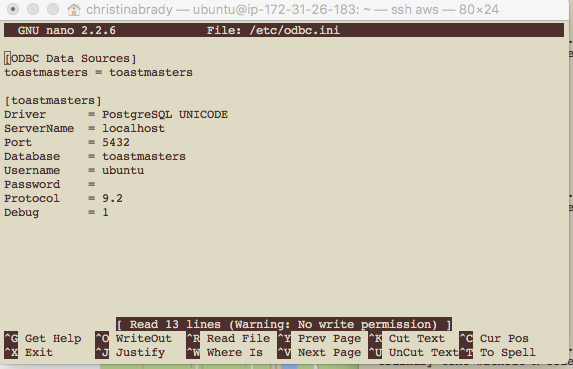 christinabrady — ubuntu@ip-172-31-26-183: ~ — ssh aws — 80×24
GNU nano 2.2.6 File: /etc/odbc.ini
[ODBC Data Sources]
toastmasters = toastmasters
[toastmasters]
Driver = PostgreSQL UNICODE
ServerName = localhost
Port = 5432
Database = toastmasters
Username = ubuntu
Password =
Protocol = 9.2
Debug = 1
[ Read 13 lines (Warning: No write permission) ]
^G Get Help ^O WriteOut ^R Read File ^Y Prev Page ^K Cut Text ^C Cur Pos
^X Exit ^J Justify ^W Where Is ^V Next Page ^U UnCut Text ^T To Spell